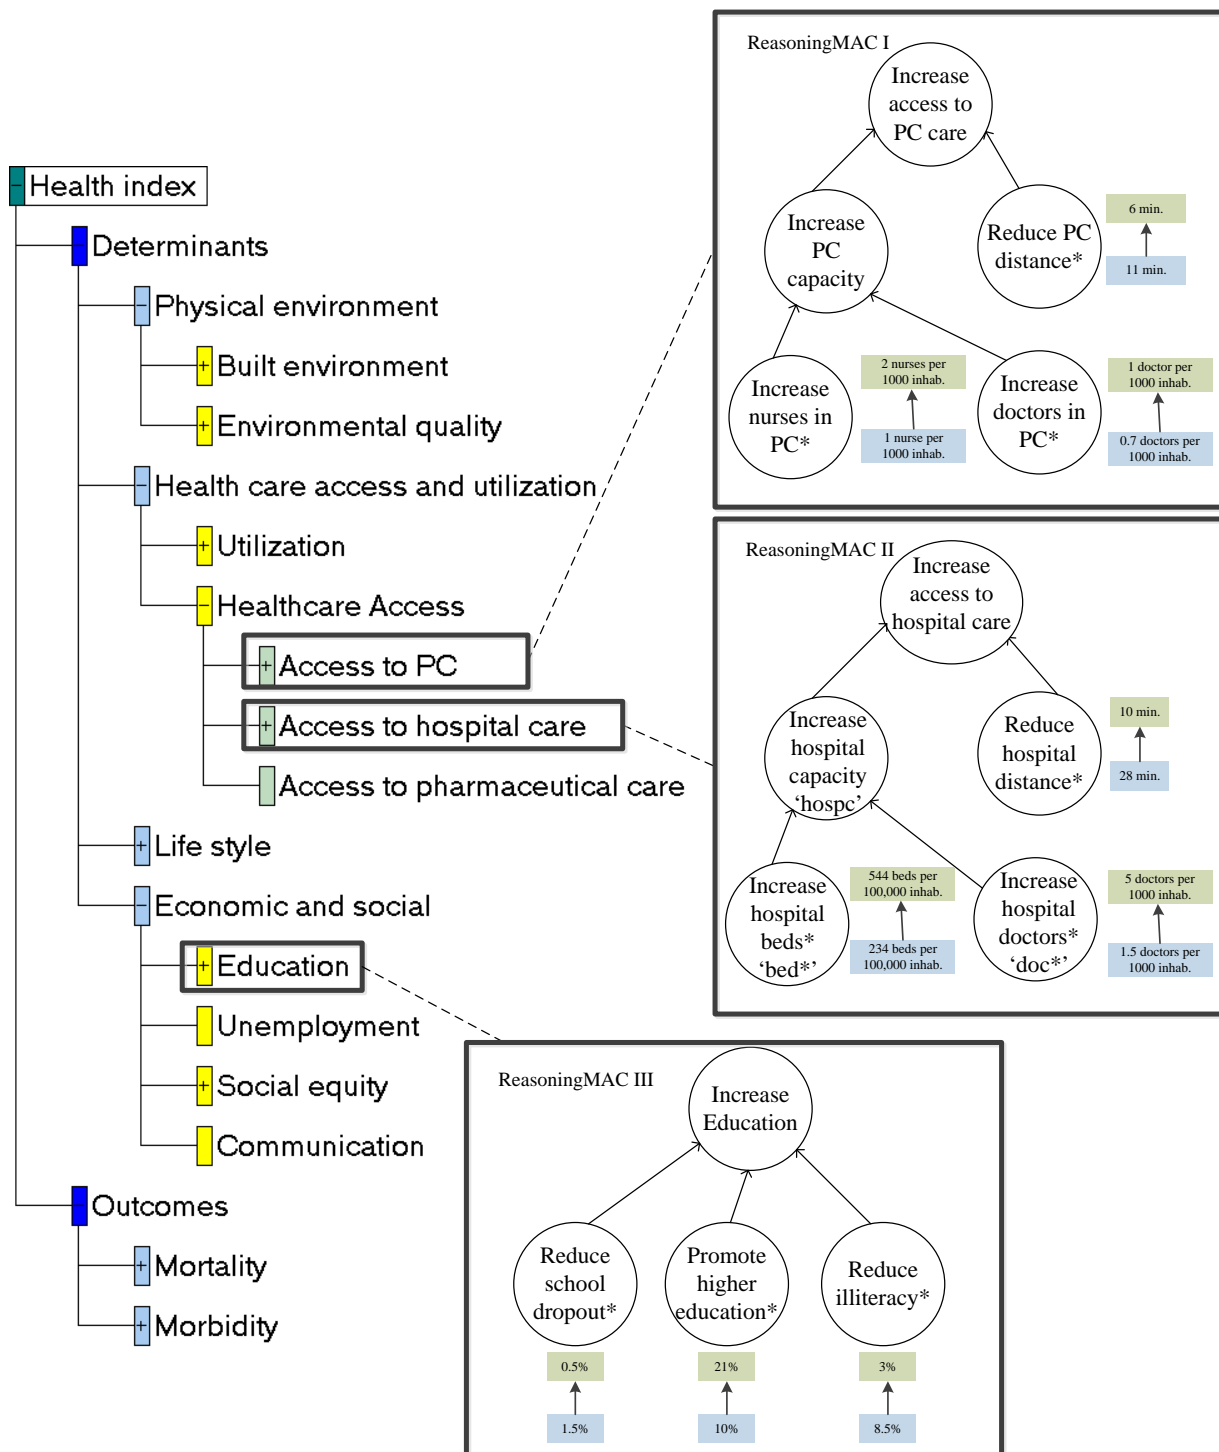 Health index
Determinants
Physical environment
Built environment
Environmental quality
Health care access and utilization
Utilization
Healthcare Access
Access to PC
Access to hospital care
Access to pharmaceutical care
Life style
Economic and social
Education
Unemployment
Social equity
Communication
Outcomes
Mortality
Morbidity
ReasoningMAC I
Increase
access to
PC care
Increase
PC
capacity
Reduce PC
distance*
6 min.
11 min.
Increase
nurses in
PC*
2 nurses per
1000 inhab.
1 nurse per
1000 inhab.
Increase
doctors in
PC*
1 doctor per
1000 inhab.
0.7 doctors per
1000 inhab.
ReasoningMAC II
Increase
access to
hospital care
Increase
hospital
capacity
‘hospc’
Reduce
hospital
distance*
10 min.
28 min.
Increase
hospital
beds*
‘bed*’
544 beds per
100,000 inhab.
234 beds per
100,000 inhab.
Increase
hospital
doctors*
‘doc*’
5 doctors per
1000 inhab.
1.5 doctors per
1000 inhab.
ReasoningMAC III
Increase
Education
Reduce
school
dropout*
Promote
higher
education*
Reduce
illiteracy*
0.5%
21%
3%
1.5%
10%
8.5%